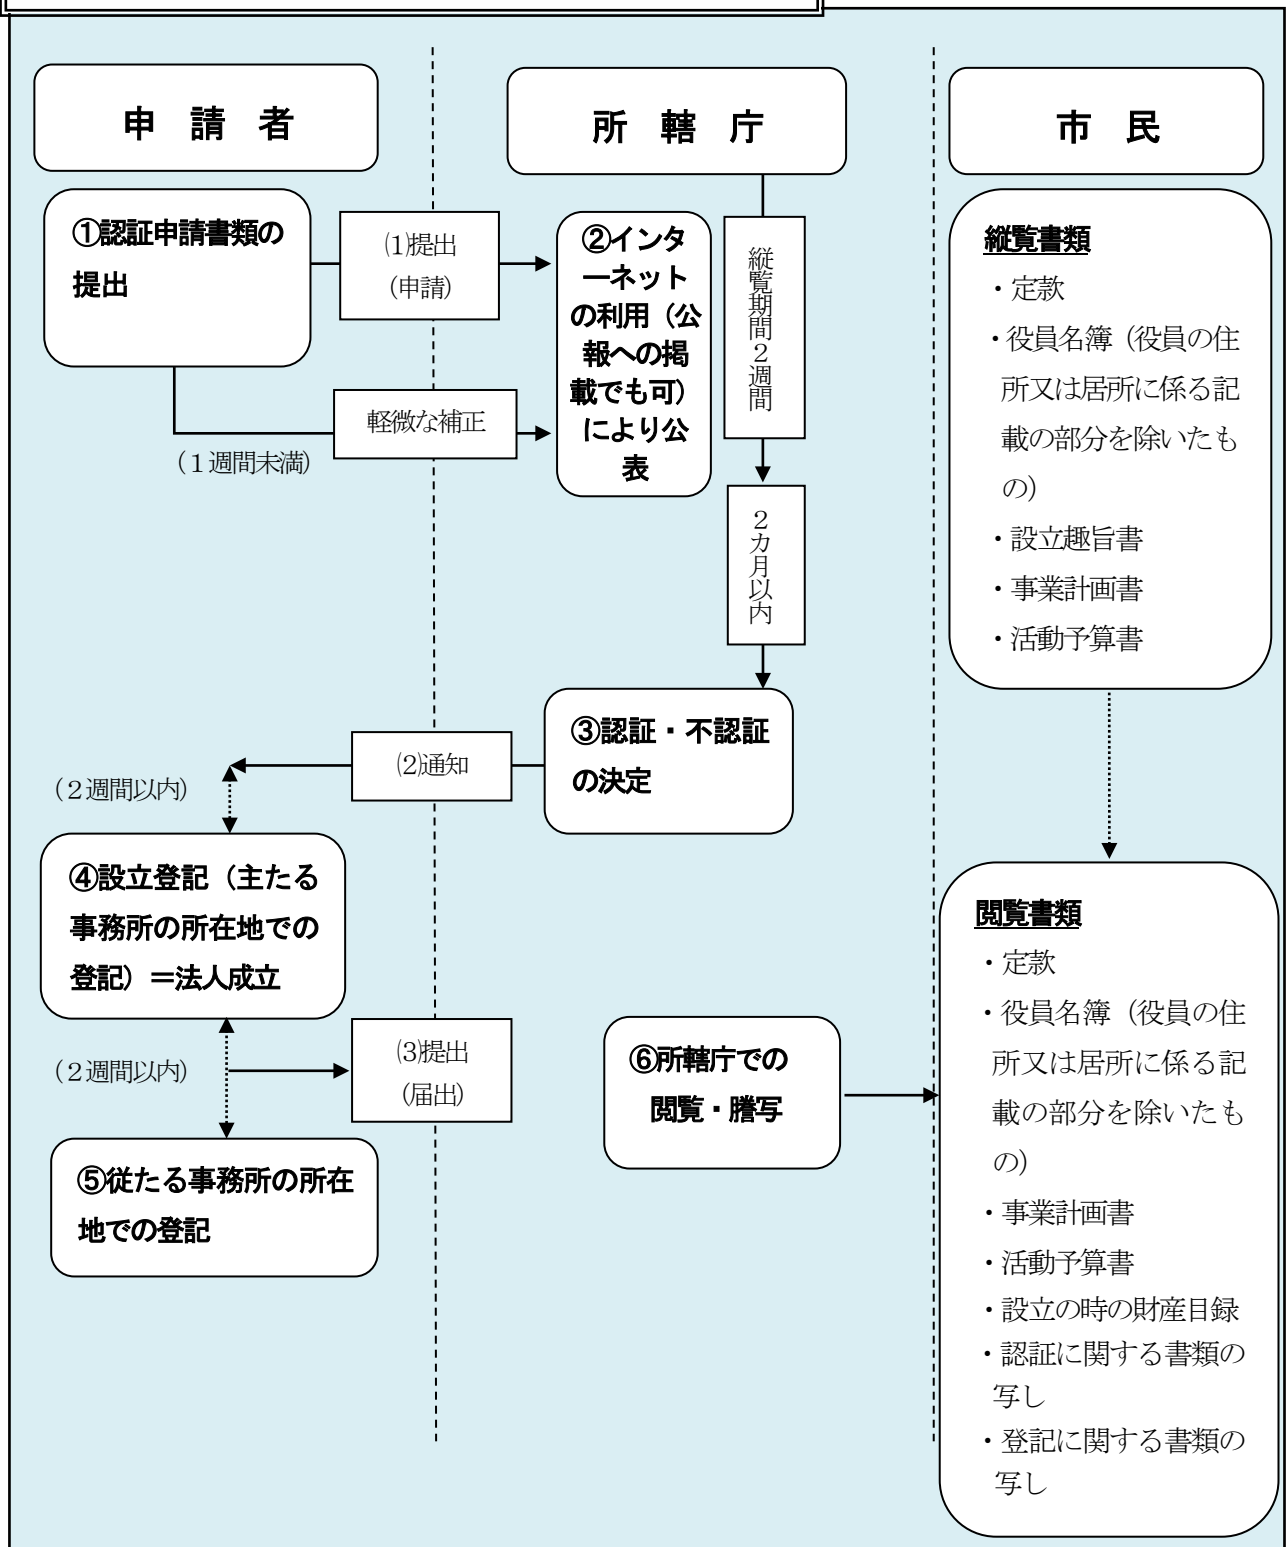 申 請 者
所 轄 庁
市 民
①認証申請書類の
提出
⑴提出
（申請）
軽微な補正
（１週間未満）
②インタ
ーネット
の利用（公
報への掲
載でも可）
により公
表
縦覧期間２週間
２カ月以内
③認証・不認証
の決定
⑵通知
（２週間以内）
④設立登記（主たる
事務所の所在地での
登記）＝法人成立
（２週間以内）
⑶提出
（届出）
⑤従たる事務所の所在
地での登記
⑥所轄庁での
閲覧・謄写
縦覧書類
・定款
・役員名簿（役員の住
所又は居所に係る記
載の部分を除いたも
の）
・設立趣旨書
・事業計画書
・活動予算書
閲覧書類
・定款
・役員名簿（役員の住
所又は居所に係る記
載の部分を除いたも
の）
・事業計画書
・活動予算書
・設立の時の財産目録
・認証に関する書類の
写し
・登記に関する書類の
写し